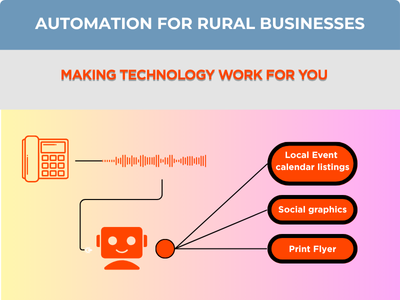 AUTOMATION FOR RURAL BUSINESSES
MAKING TECHNOLOGY WORK FOR YOU
Local Event
calendar listings
Social graphics
Print Flyer